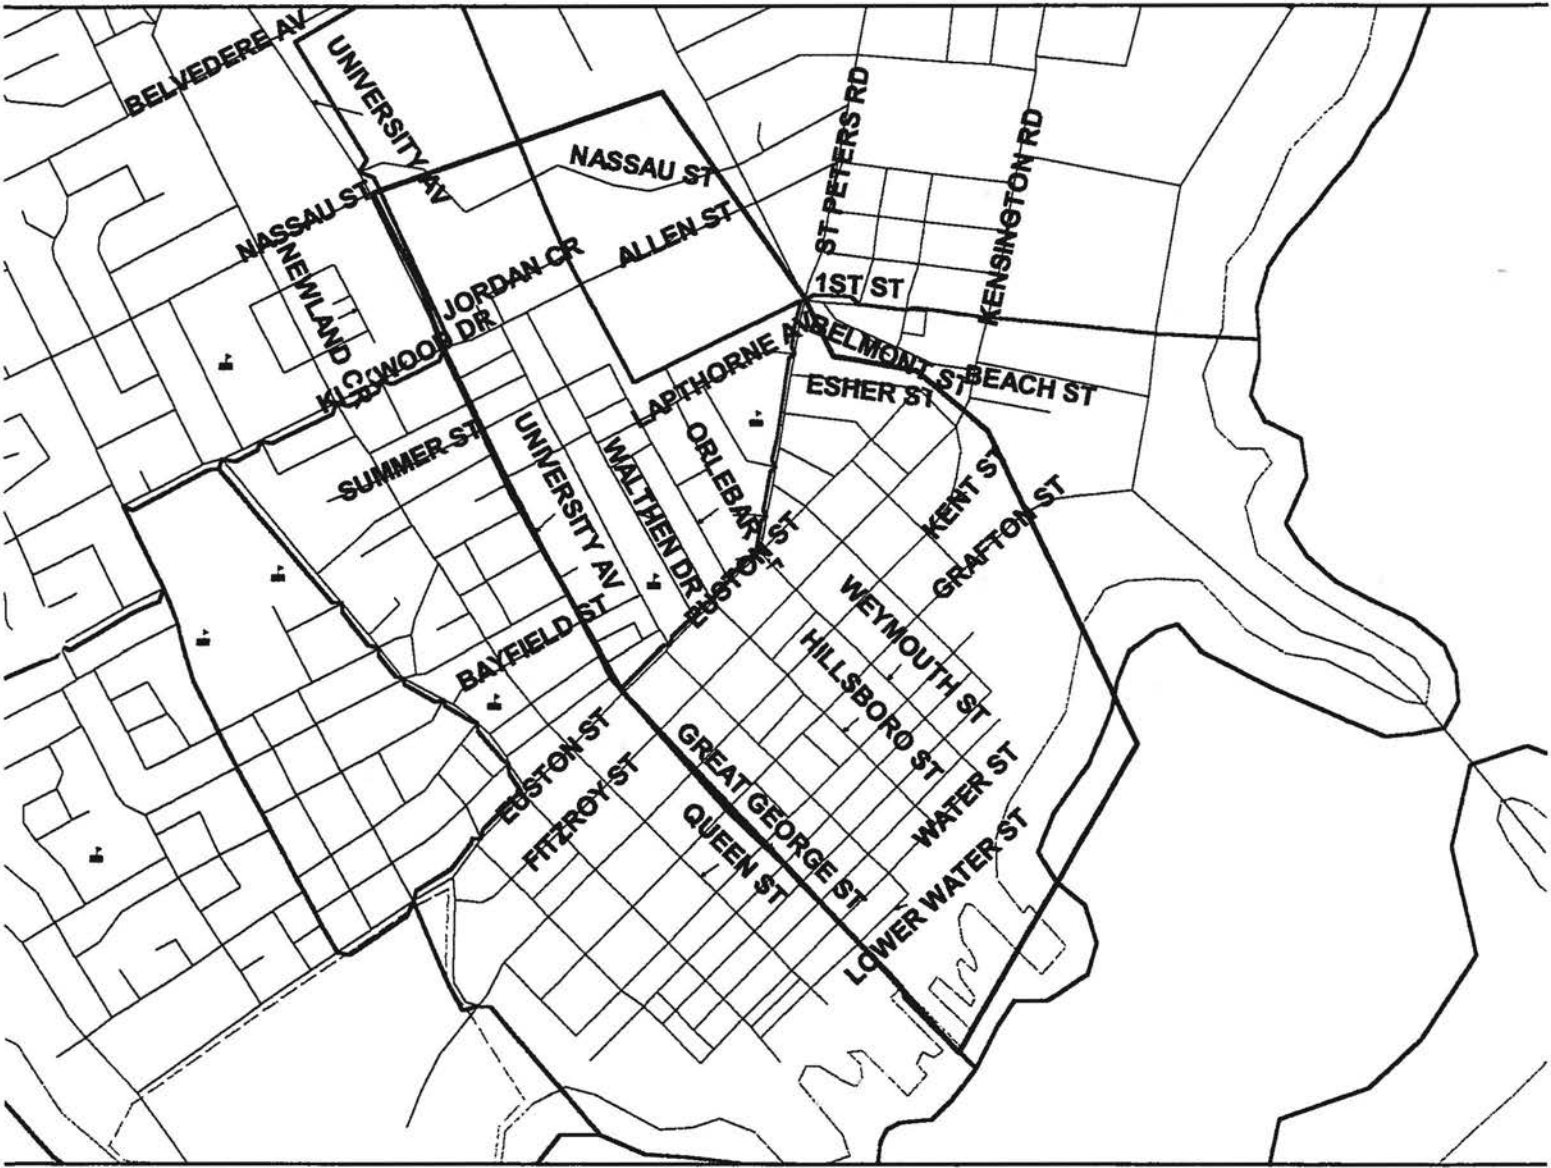 BELVEDERE AV
UNIVERSITY AV
ST PETERS RD
KENSINGTON RD
NASSAU ST
NASSAU ST
ALLEN ST
NEWLAND CR
JORDAN CR
1ST ST
KIRKWOOD DR
LAPTHORNE AV
BELMONT ST
BEACH ST
ESHER ST
SUMMER ST
UNIVERSITY AV
WALTHEN DR
ORLEBAR
KENT ST
GRAFTON ST
EUSTON ST
WEYMOUTH ST
BAYFIELD ST
HILLSBORO ST
EUSTON ST
FITZROY ST
GREAT GEORGE ST
QUEEN ST
WATER ST
LOWER WATER ST